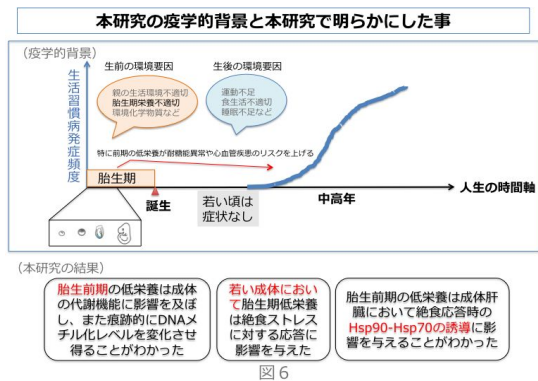 本研究の疫学的背景と本研究で明らかにした事
(疫学的背景)
生前の環境要因
生後の環境要因
親の生活環境不適切
胎生期栄養不適切
環境化学物質など
運動不足
食生活不適切
睡眠不足など
生活習慣病発症頻度
特に前期の低栄養が耐糖能異常や心血管疾患のリスクを上げる
胎生期
誕生
若い頃は
症状なし
中高年
人生の時間軸
(本研究の結果)
胎生前期の低栄養は成体
の代謝機能に影響を及ぼ
し、また痕跡的にDNAメ
チル化レベルを変化させ
得ることがわかった
若い成体におい
て胎生期低栄養
は絶食ストレス
に対する応答に
影響を与えた
胎生前期の低栄養は成体肝
臓において絶食応答時の
Hsp90-Hsp70の誘導に影
響を与えることがわかった
図6